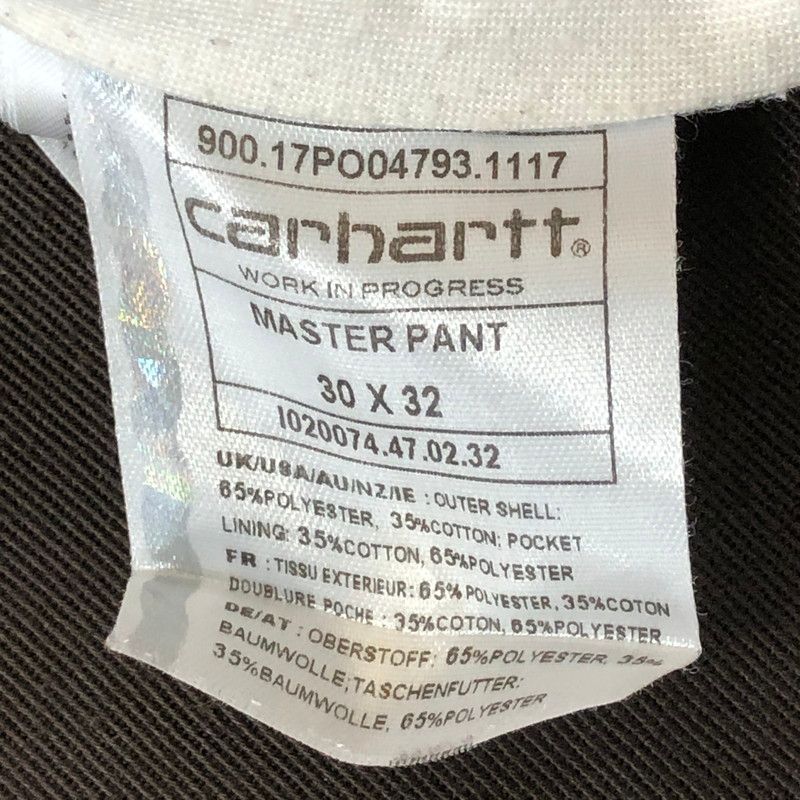 900.17PO04793.1117
carhartt®
WORK IN PROGRESS
MASTER PANT
30 X 32
I020074.47.02.32
UK/USA/AU/NZ/IE : OUTER SHELL:
65%POLYESTER, 35%COTTON; POCKET
LINING: 35%COTTON, 65%POLYESTER
FR : TISSU EXTERIEUR: 65%POLYESTER, 35%COTON
DOUBLURE POCHE : 35%COTON, 65%POLYESTER
DE/AT : OBERSTOFF: 65%POLYESTER, 35%
BAUMWOLLE;TASCHENFUTTER:
35%BAUMWOLLE, 65%POLYESTER